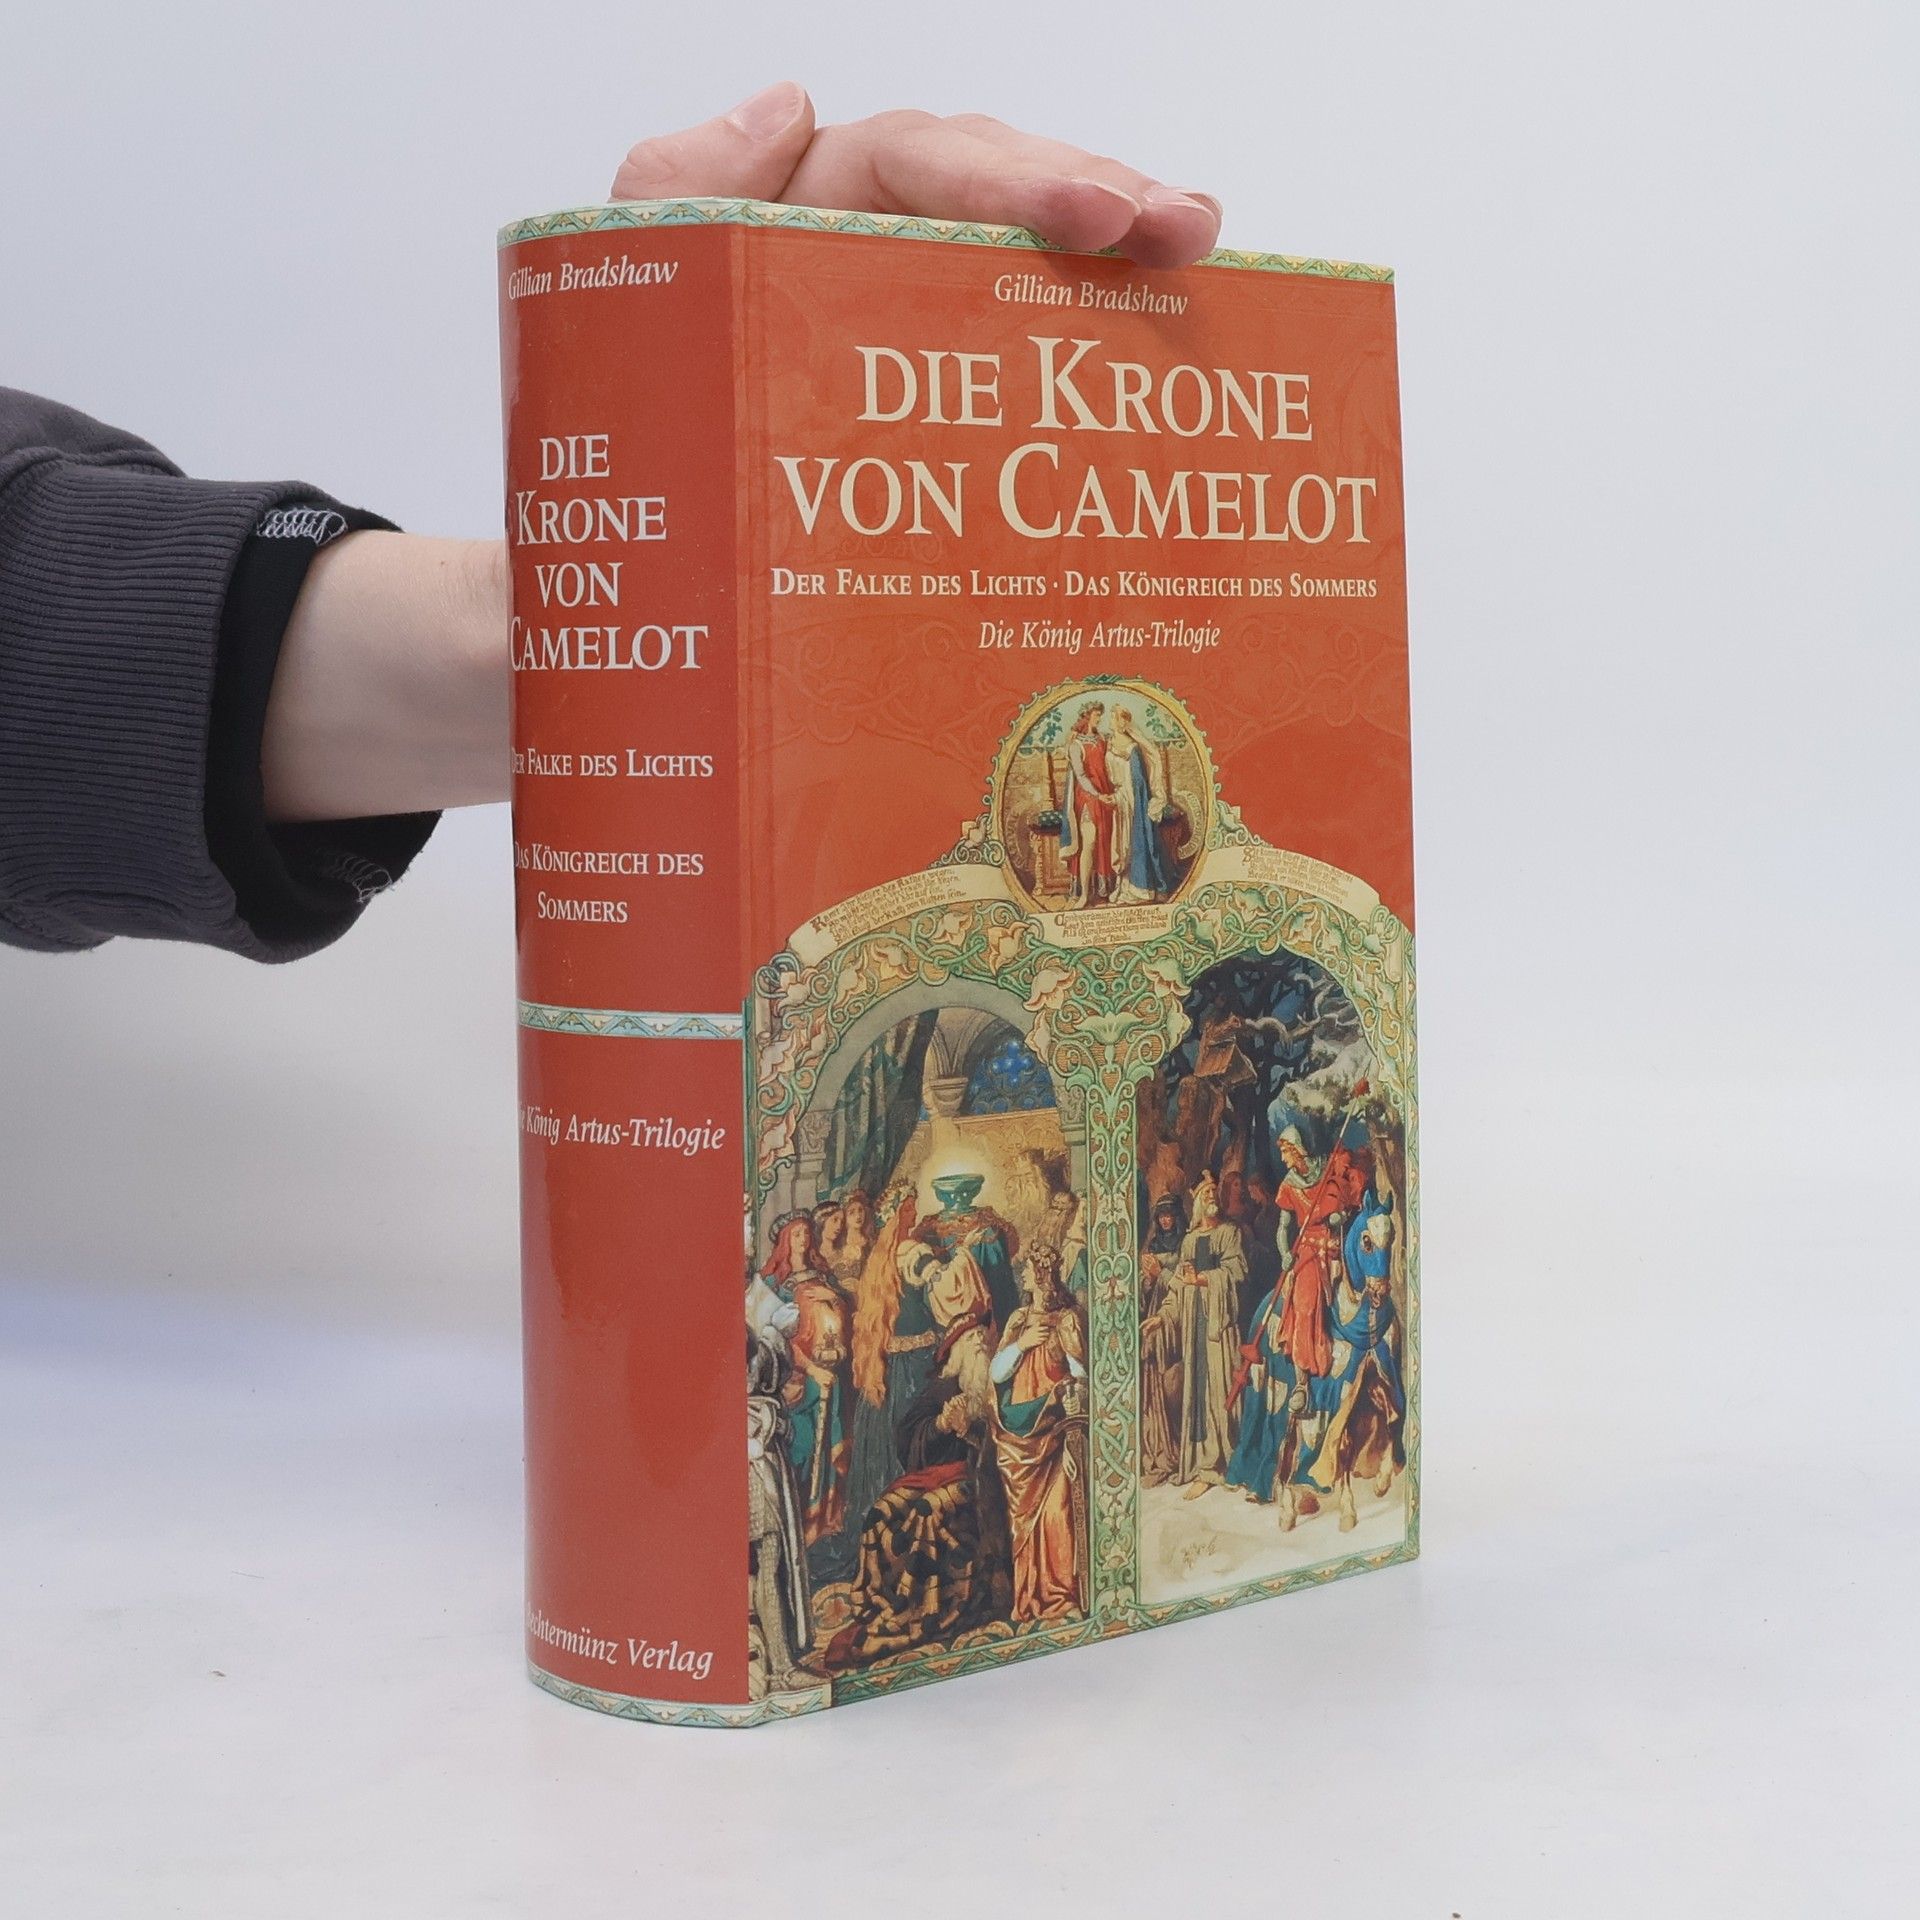 Gillian Bradshaw
DIE
KRONE
VON
CAMELOT
DER FALKE DES LICHTS
DAS KÖNIGREICH DES
SOMMERS
König Artus-Trilogie
Verlag
Gillian Bradshaw
DIE KRONE
VON CAMELOT
DER FALKE DES LICHTS · DAS KÖNIGREICH DES SOMMERS
Die König Artus-Trilogie